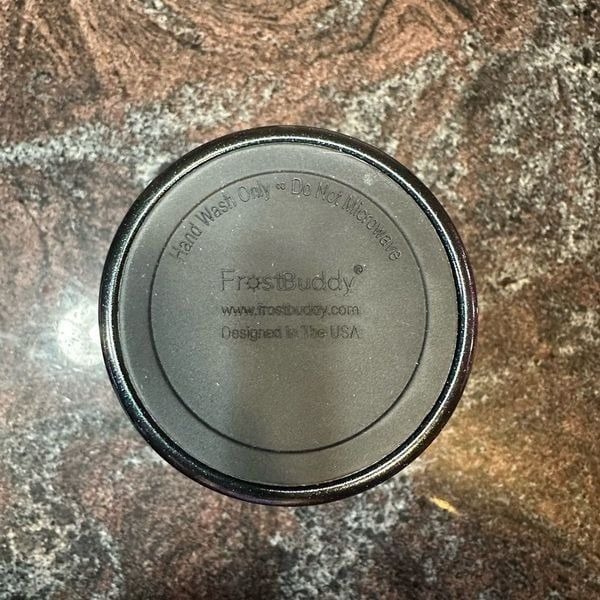 Hand Wash Only ∞ Do Not Microwave
FrostBuddy®
www.frostbuddy.com
Designed In The USA